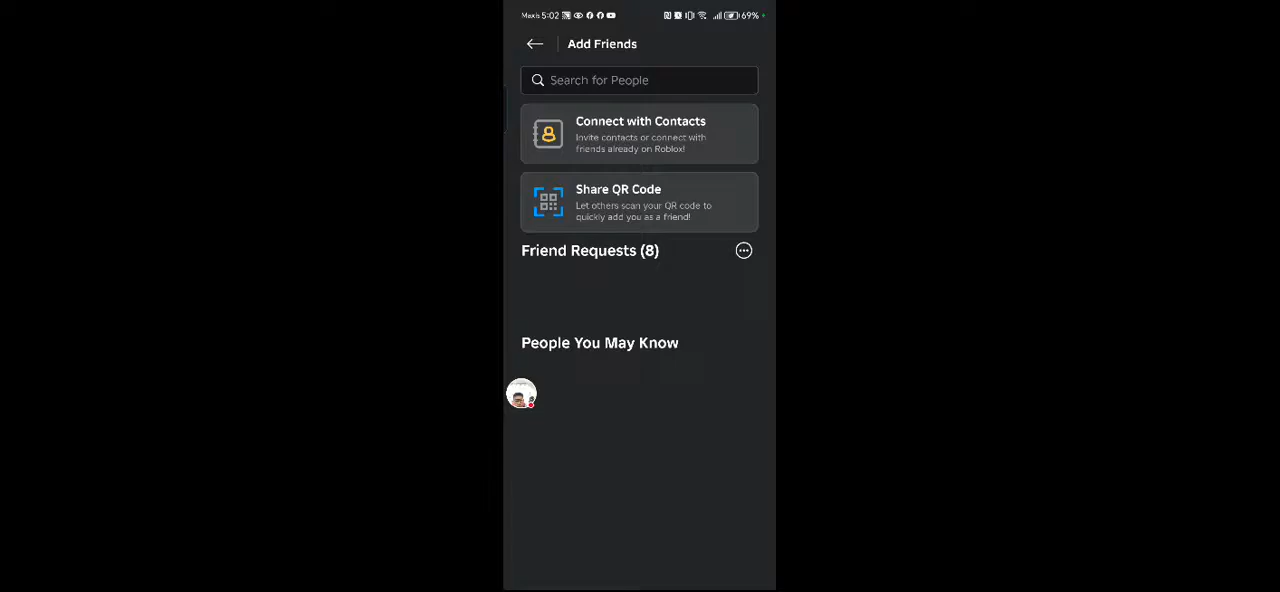 Maxis 5:02 69%
Add Friends
Search for People
Connect with Contacts
Invite contacts or connect with
friends already on Roblox!
Share QR Code
Let others scan your QR code to
quickly add you as a friend!
Friend Requests (8)
People You May Know